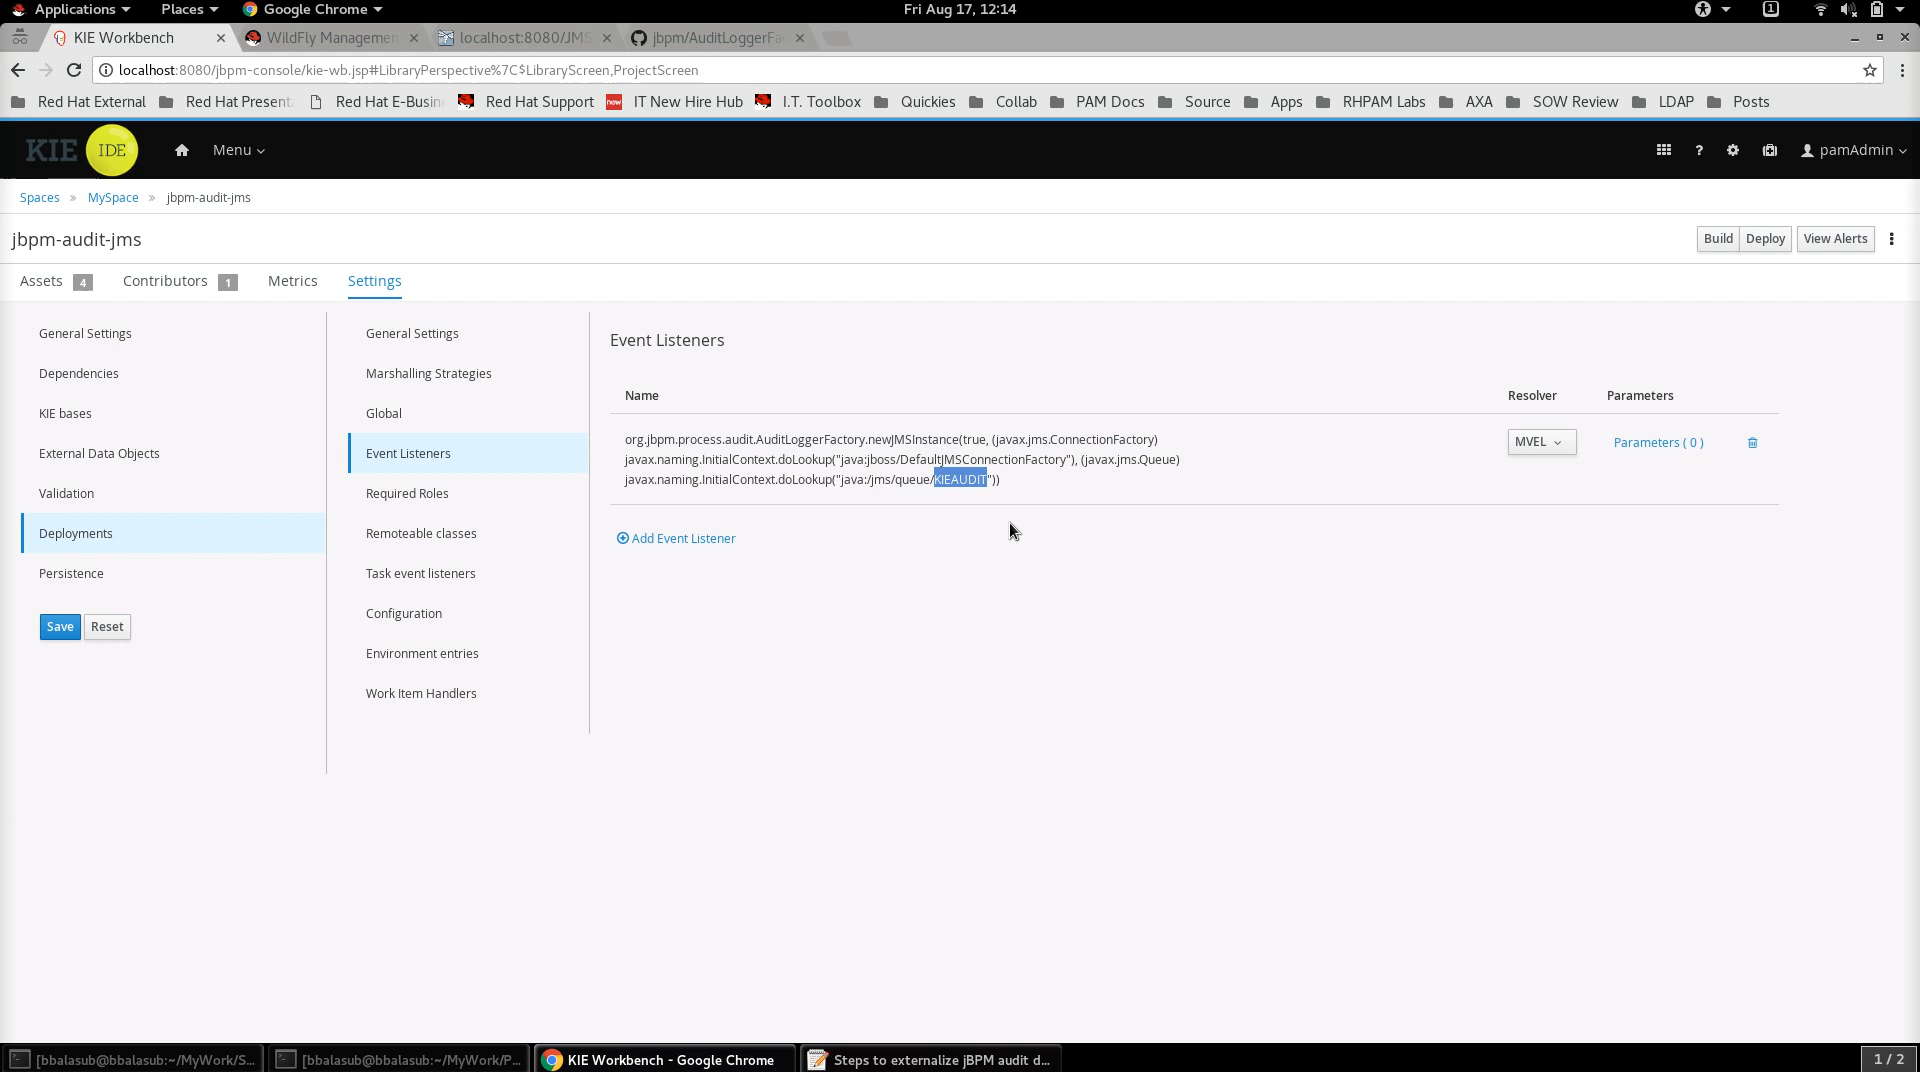 Applications Places Google Chrome Fri Aug 17, 12:14 1
KIE Workbench WildFly Managemen localhost:8080/JMS jbpm/AuditLoggerFa
localhost:8080/jbpm-console/kie-wb.jsp#LibraryPerspective%7C$LibraryScreen,ProjectScreen
Red Hat External Red Hat Present Red Hat E-Busin Red Hat Support now IT New Hire Hub I.T. Toolbox Quickies Collab PAM Docs Source Apps RHPAM Labs AXA SOW Review LDAP Posts
KIE IDE Menu ? pamAdmin
Spaces » MySpace » jbpm-audit-jms
jbpm-audit-jms Build Deploy View Alerts
Assets 4 Contributors 1 Metrics Settings
General Settings
Dependencies
KIE bases
External Data Objects
Validation
Deployments
Persistence
Save Reset
General Settings
Marshalling Strategies
Global
Event Listeners
Required Roles
Remoteable classes
Task event listeners
Configuration
Environment entries
Work Item Handlers
Event Listeners
Name Resolver Parameters
org.jbpm.process.audit.AuditLoggerFactory.newJMSInstance(true, (javax.jms.ConnectionFactory)
javax.naming.InitialContext.doLookup("java:jboss/DefaultJMSConnectionFactory"), (javax.jms.Queue)
javax.naming.InitialContext.doLookup("java:/jms/queue/KIEAUDIT"))
MVEL Parameters ( 0 )
Add Event Listener
[bbalasub@bbalasub:~/MyWork/S... [bbalasub@bbalasub:~/MyWork/P... KIE Workbench - Google Chrome Steps to externalize jBPM audit d... 1 / 2